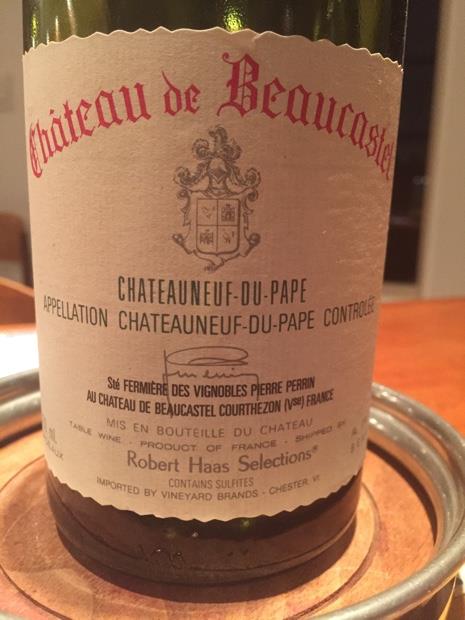 Château de Beaucastel
CHATEAUNEUF-DU-PAPE
APPELLATION CHATEAUNEUF-DU-PAPE CONTROLÉE
Sté FERMIÈRE DES VIGNOBLES PIERRE PERRIN
AU CHATEAU DE BEAUCASTEL COURTHEZON (Vse) FRANCE
MIS EN BOUTEILLE DU CHATEAU
mL TABLE WINE - PRODUCT OF FRANCE - SHIPPED BY
Robert Haas Selections®
CONTAINS SULFITES
IMPORTED BY VINEYARD BRANDS - CHESTER, Vt